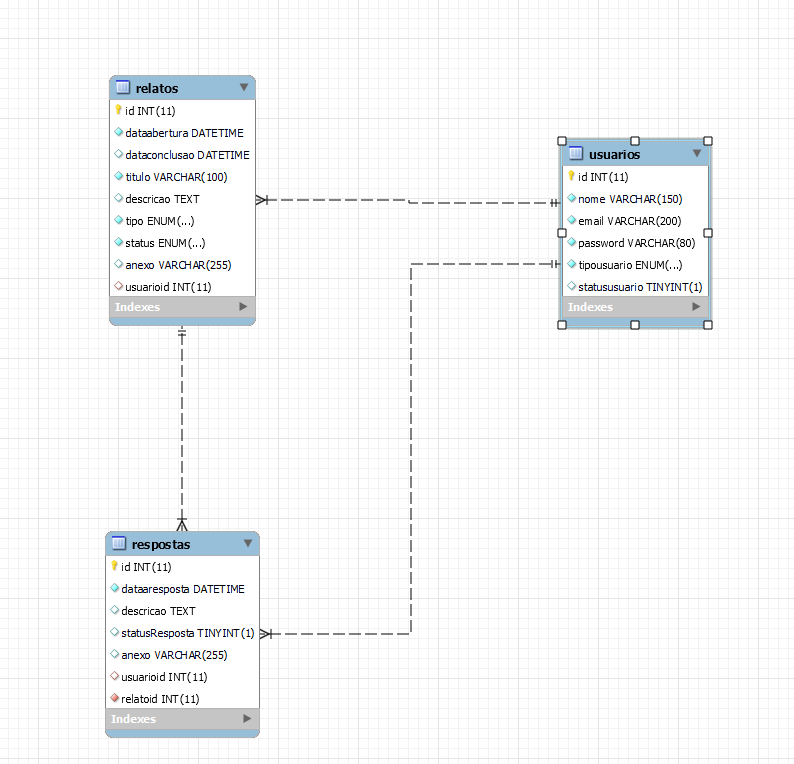 relatos
id INT(11)
dataabertura DATETIME
dataconclusao DATETIME
titulo VARCHAR(100)
descricao TEXT
tipo ENUM(...)
status ENUM(...)
anexo VARCHAR(255)
usuarioid INT(11)
Indexes
usuarios
id INT(11)
nome VARCHAR(150)
email VARCHAR(200)
password VARCHAR(80)
tipousuario ENUM(...)
statususuario TINYINT(1)
Indexes
respostas
id INT(11)
dataaresposta DATETIME
descricao TEXT
statusResposta TINYINT(1)
anexo VARCHAR(255)
usuarioid INT(11)
relatoid INT(11)
Indexes